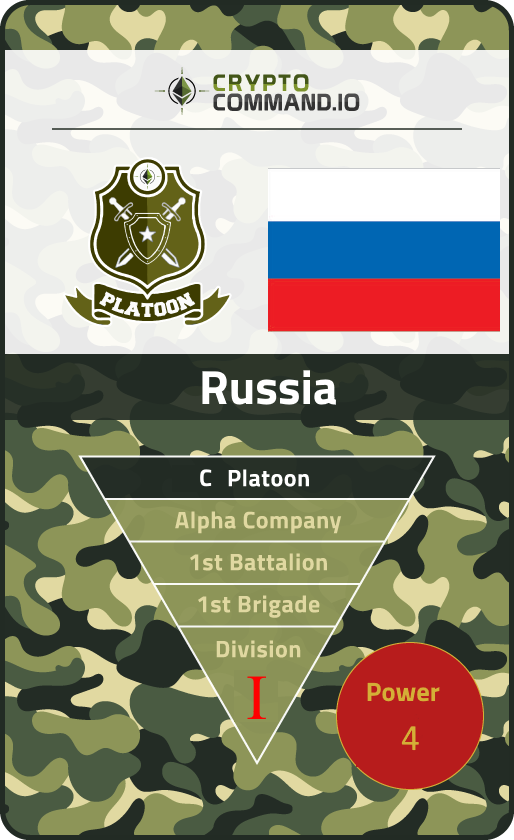 CRYPTO
COMMAND.IO
PLATOON
Russia
C Platoon
Alpha Company
1st Battalion
1st Brigade
Division
I
Power
4